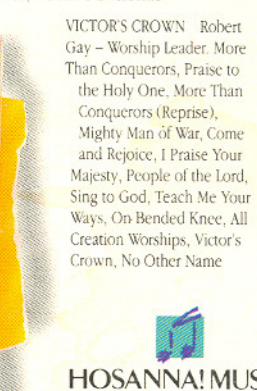 VICTOR'S CROWN Robert
Gay – Worship Leader. More
Than Conquerors, Praise to
the Holy One, More Than
Conquerors (Reprise),
Mighty Man of War, Come
and Rejoice, I Praise Your
Majesty, People of the Lord,
Sing to God, Teach Me Your
Ways, On Bended Knee, All
Creation Worships, Victor's
Crown, No Other Name
HOSANNA! MUS